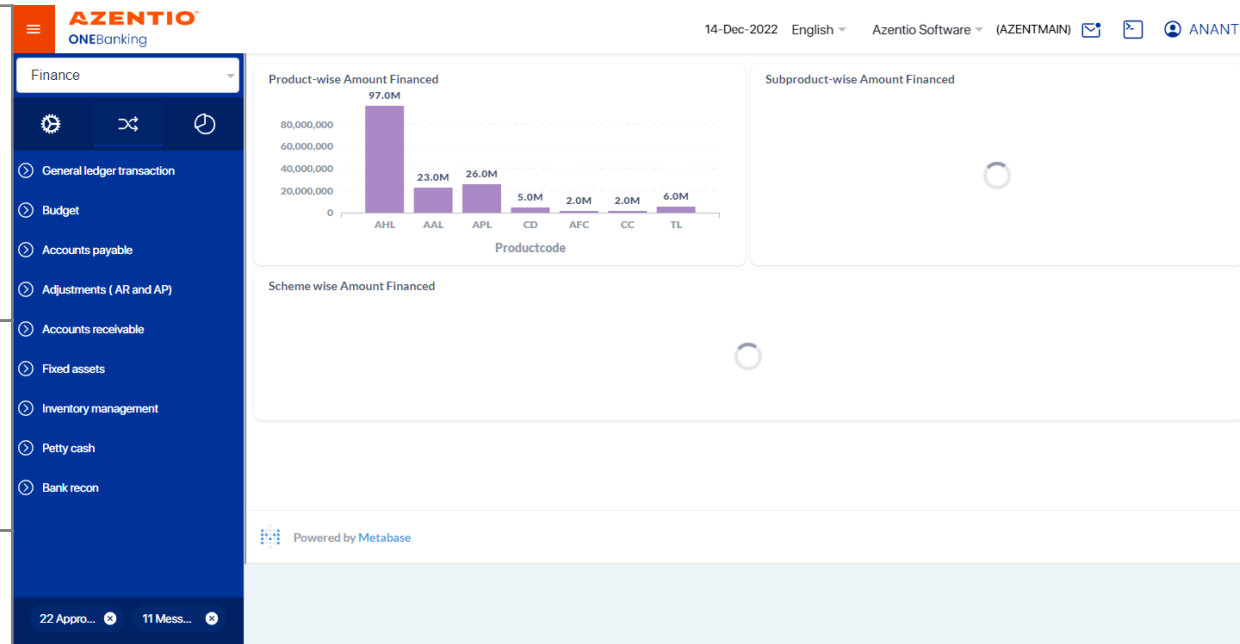 AZENTIO™
ONEBanking
14-Dec-2022 English Azentio Software (AZENTMAIN) ANANT
Finance
General ledger transaction
Budget
Accounts payable
Adjustments ( AR and AP)
Accounts receivable
Fixed assets
Inventory management
Petty cash
Bank recon
22 Appro... 11 Mess...
Product-wise Amount Financed
97.0M
80,000,000
60,000,000
40,000,000
20,000,000
0
23.0M 26.0M 5.0M 2.0M 2.0M 6.0M
AHL AAL APL CD AFC CC TL
Productcode
Subproduct-wise Amount Financed
Scheme wise Amount Financed
Powered by Metabase